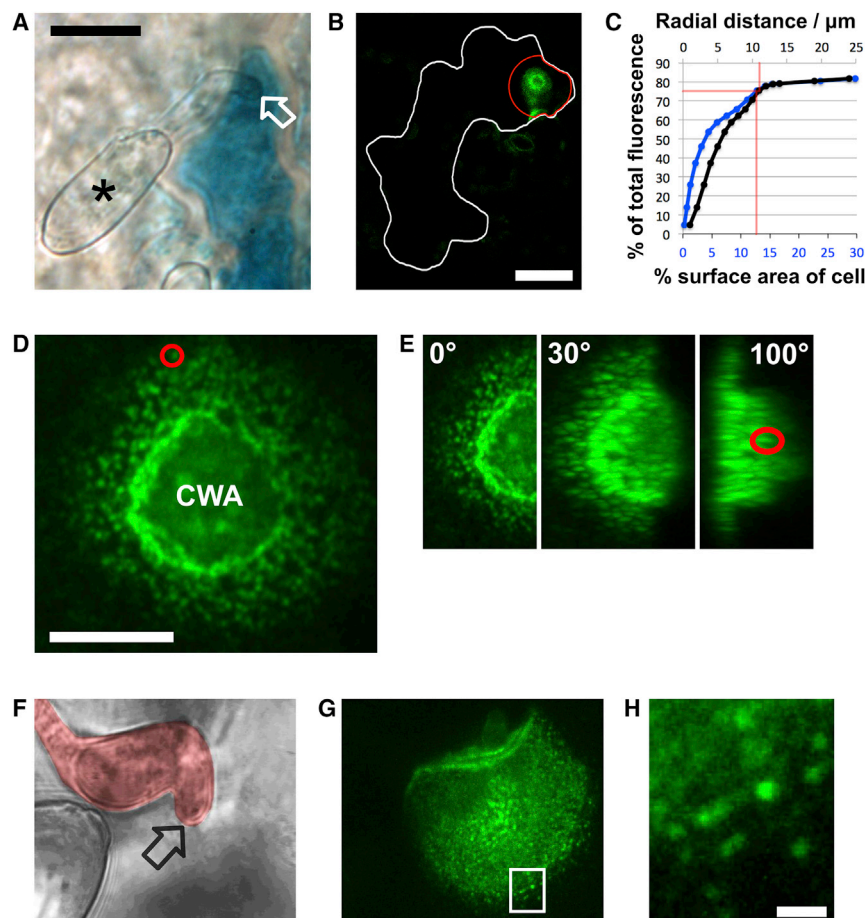 A
*
B
C
Radial distance / µm
0 5 10 15 20 25
% of total fluorescence
90
80
70
60
50
40
30
20
10
0
0 5 10 15 20 25 30
% surface area of cell
D
CWA
E
0°
30°
100°
F
G
H